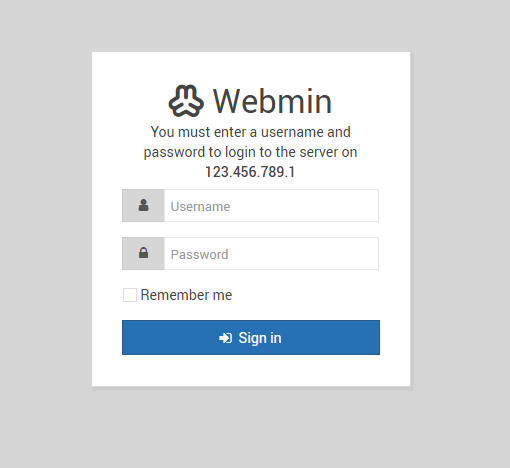 Webmin
You must enter a username and
password to login to the server on
123.456.789.1
Username
Password
Remember me
Sign in